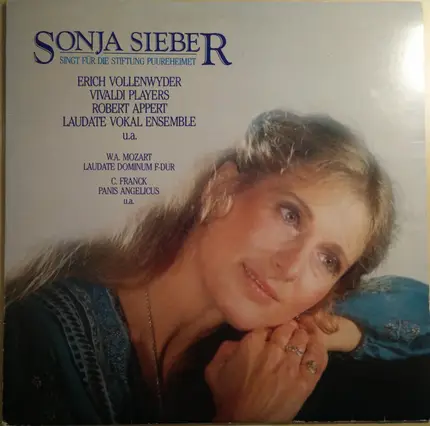 SONJA SIEBER
SINGT FÜR DIE STIFTUNG PUUREHEIMET
ERICH VOLLENWYDER
VIVALDI PLAYERS
ROBERT APPERT
LAUDATE VOKAL ENSEMBLE
u.a.
W.A. MOZART
LAUDATE DOMINUM F-DUR
C. FRANCK
PANIS ANGELICUS
u.a.